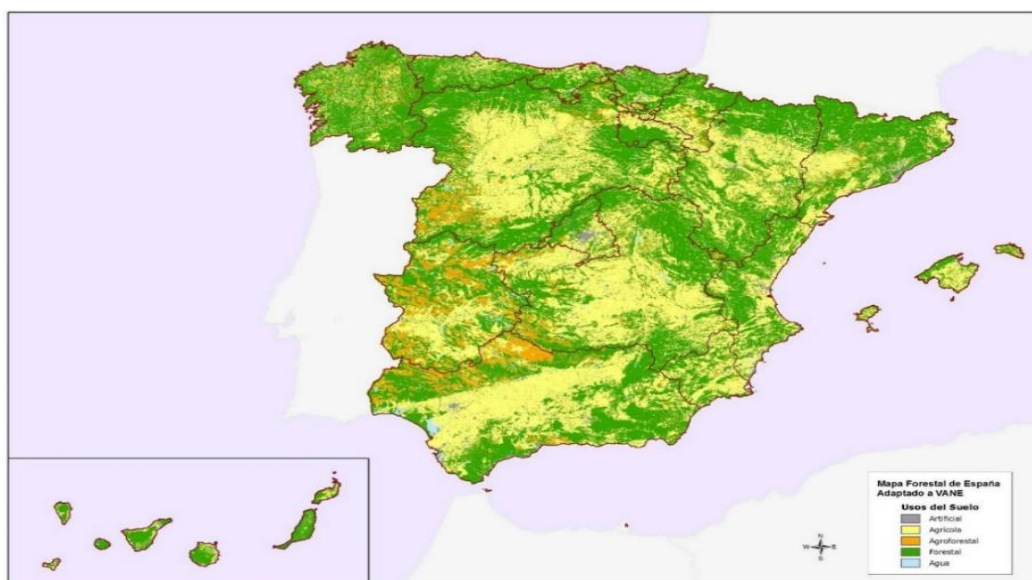 Mapa Forestal de España
Adaptado a VANE
Usos del Suelo
Artificial
Agrícola
Agroforestal
Forestal
Agua
N
W E
S